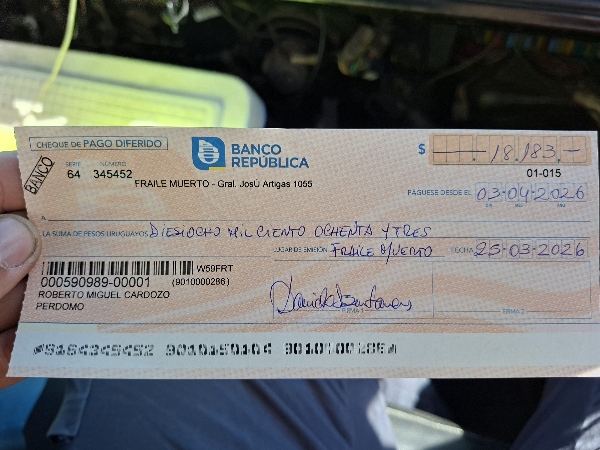 CHEQUE DE PAGO DIFERIDO
SERIE NÚMERO
64 345452
BANCO
BANCO
REPÚBLICA
FRAILE MUERTO - Gral. JosÚ Artigas 1055
$ 18.183.-
01-015
PÁGUESE DESDE EL 03-04-2026
A
LA SUMA DE PESOS URUGUAYOS DIESIOCHO MIL CIENTO OCHENTA Y TRES
LUGAR DE EMISIÓN FRAILE MUERTO FECHA 25-03-2026
W59FRT
000590989-00001 (9010000286)
ROBERTO MIGUEL CARDOZO
PERDOMO
FIRMA 1
FIRMA 2